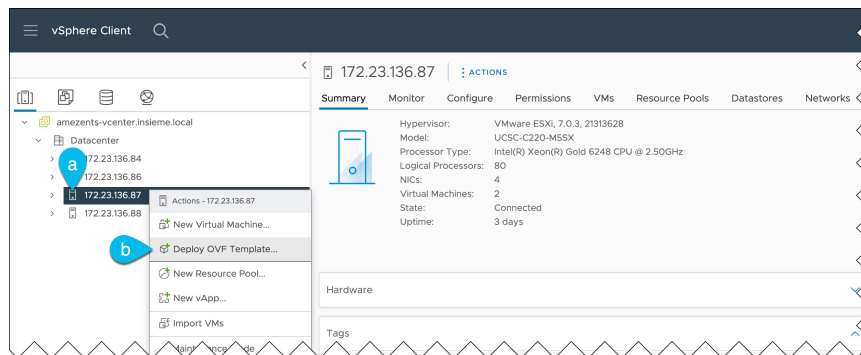 vSphere Client
172.23.136.87
ACTIONS
Summary Monitor Configure Permissions VMs Resource Pools Datastores Networks
amezents-vcenter.insieme.local
Datacenter
172.23.136.84
172.23.136.86
172.23.136.87
172.23.136.88
a
b
Actions - 172.23.136.87
New Virtual Machine...
Deploy OVF Template...
New Resource Pool...
New vApp...
Import VMs
Hypervisor: VMware ESXi, 7.0.3, 21313628
Model: UCSC-C220-M5SX
Processor Type: Intel(R) Xeon(R) Gold 6248 CPU @ 2.50GHz
Logical Processors: 80
NICs: 4
Virtual Machines: 2
State: Connected
Uptime: 3 days
Hardware
Tags